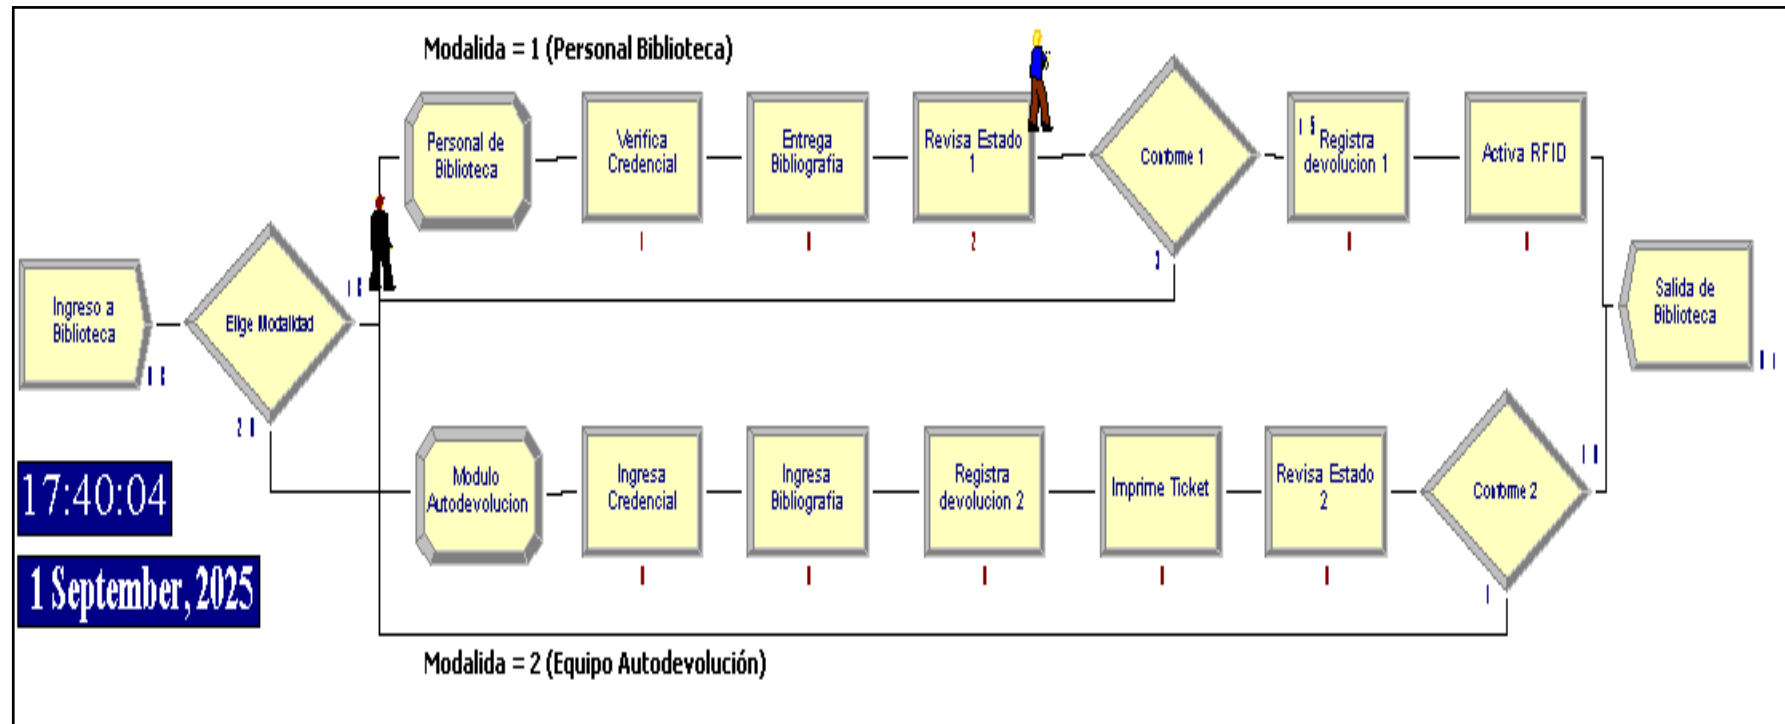 Modalida = 1 (Personal Biblioteca)
Personal de
Biblioteca
Verifica
Credencial
Entrega
Bibliografia
Revisa Estado
1
Conforme 1
Registra
devolucion 1
Activa RFID
2
3
Ingreso a
Biblioteca
Elige Modalidad
Salida de
Biblioteca
Modulo
Autodevolucion
Ingresa
Credencial
Ingresa
Bibliografia
Registra
devolucion 2
Imprime Ticket
Revisa Estado
2
Conforme 2
17:40:04
1 September, 2025
Modalida = 2 (Equipo Autodevolución)